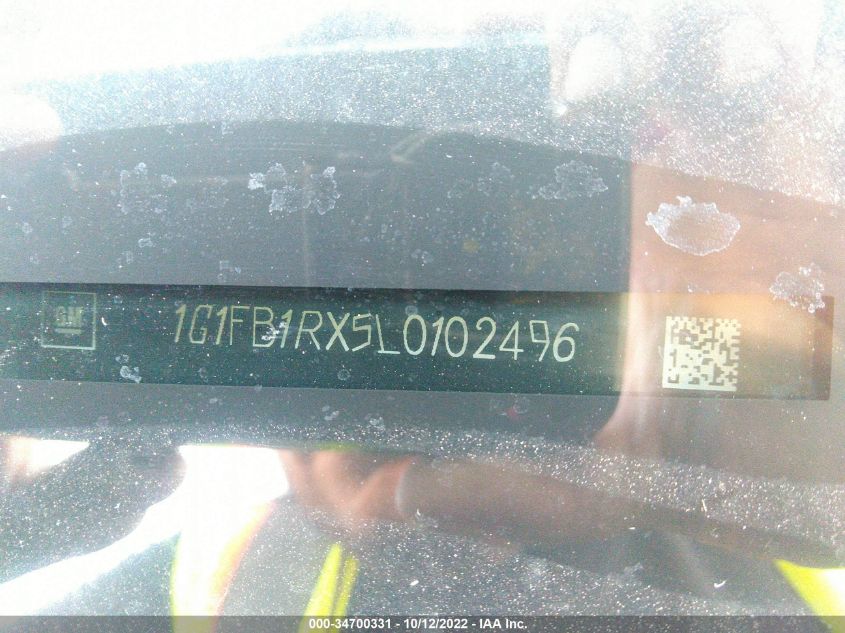 GM
1G1FB1RX5L0102496
000-34700331 - 10/12/2022 - IAA Inc.